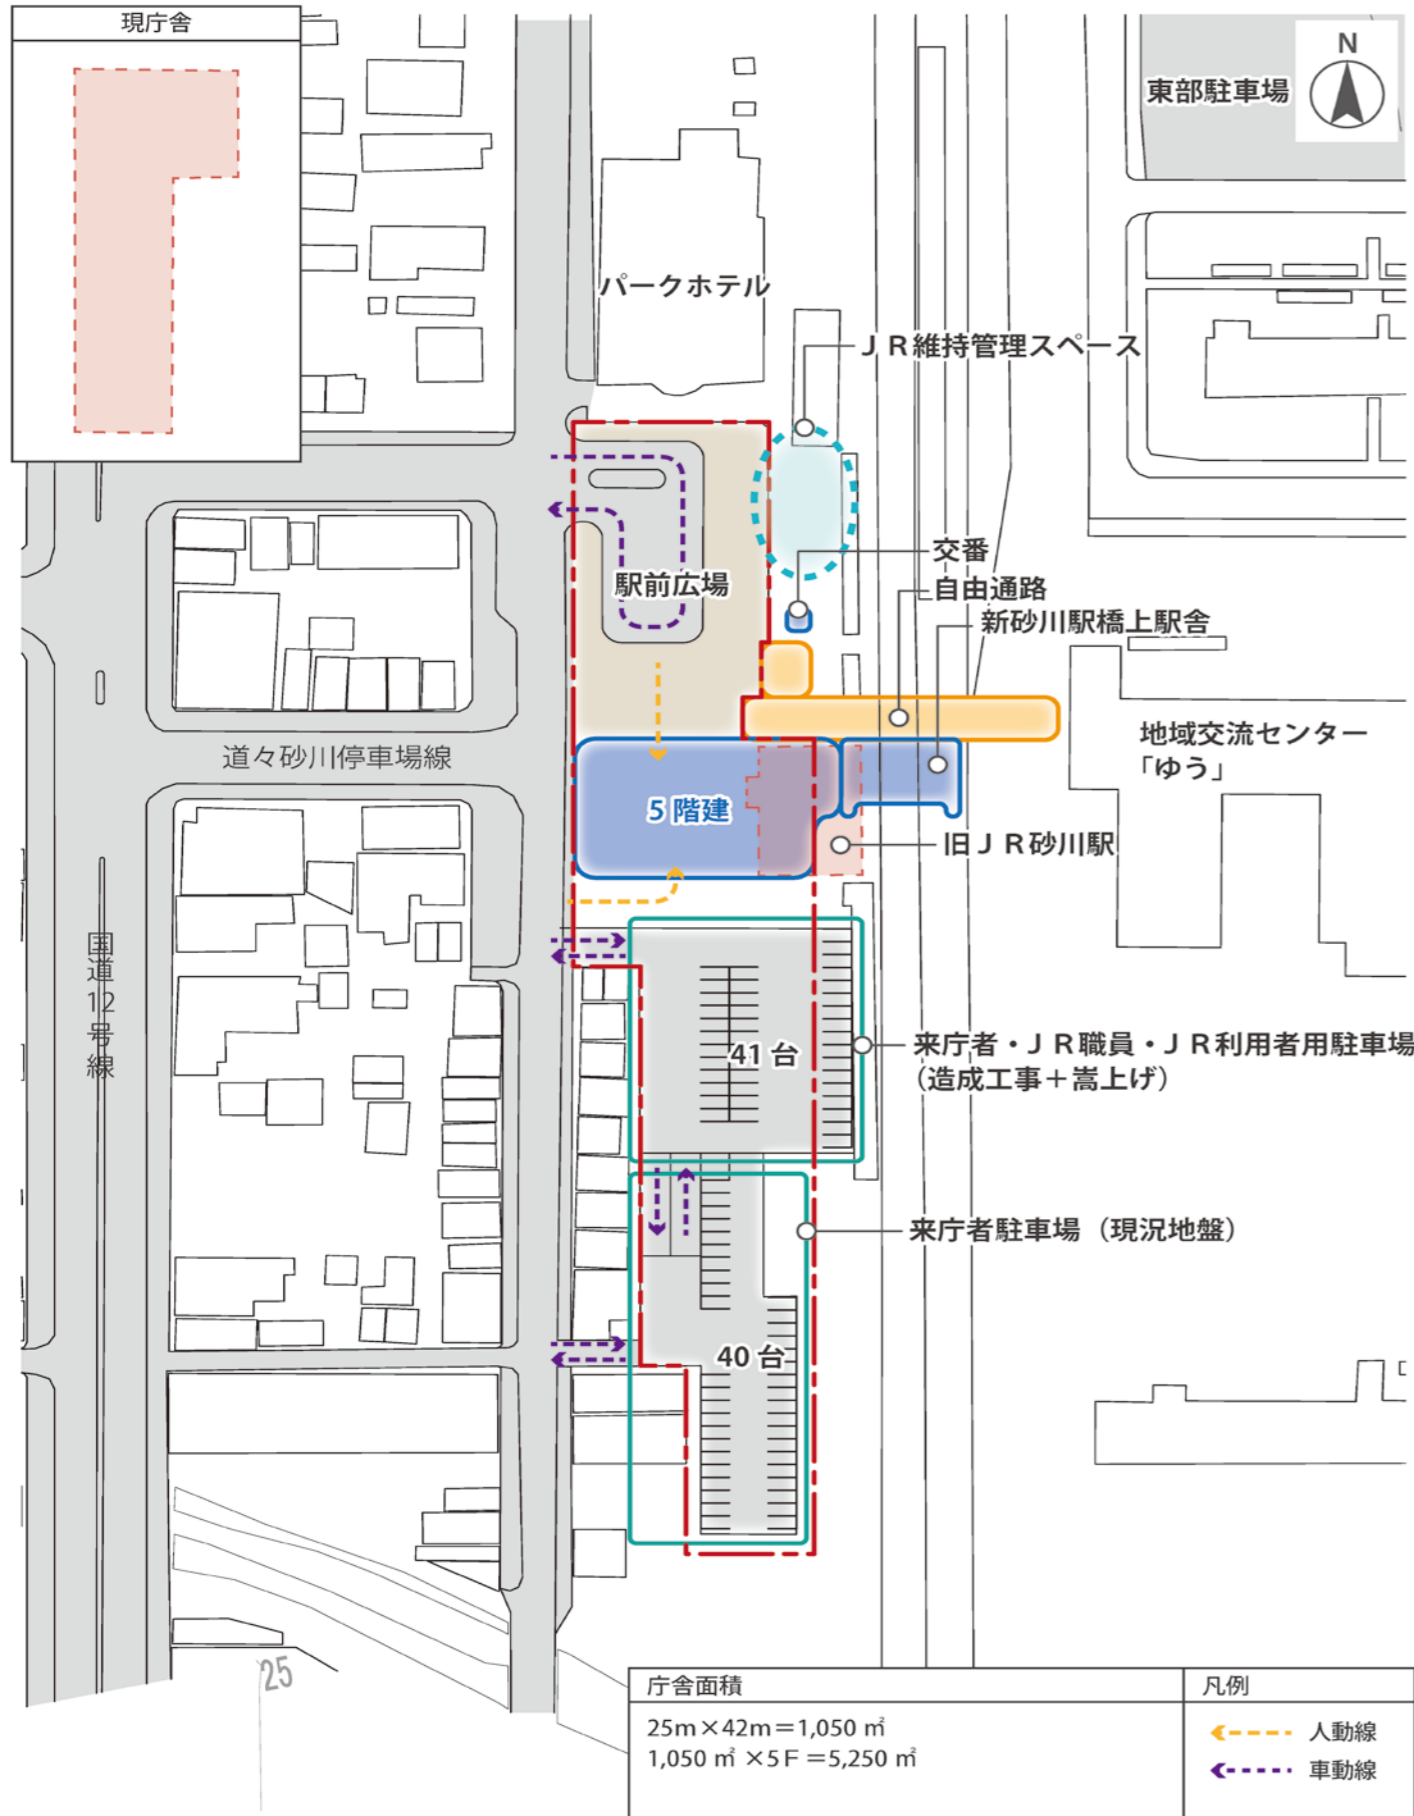 現庁舎
N
東部駐車場
パークホテル
ＪＲ維持管理スペース
交番
自由通路
新砂川駅橋上駅舎
駅前広場
地域交流センター
「ゆう」
道々砂川停車場線
5 階建
旧ＪＲ砂川駅
国道12号線
41 台
来庁者・ＪＲ職員・ＪＲ利用者用駐車場
（造成工事＋嵩上げ）
来庁者駐車場（現況地盤）
40 台
25
庁舎面積
25m×42m＝1,050 ㎡
1,050 ㎡ ×5Ｆ＝5,250 ㎡
凡例
人動線
車動線